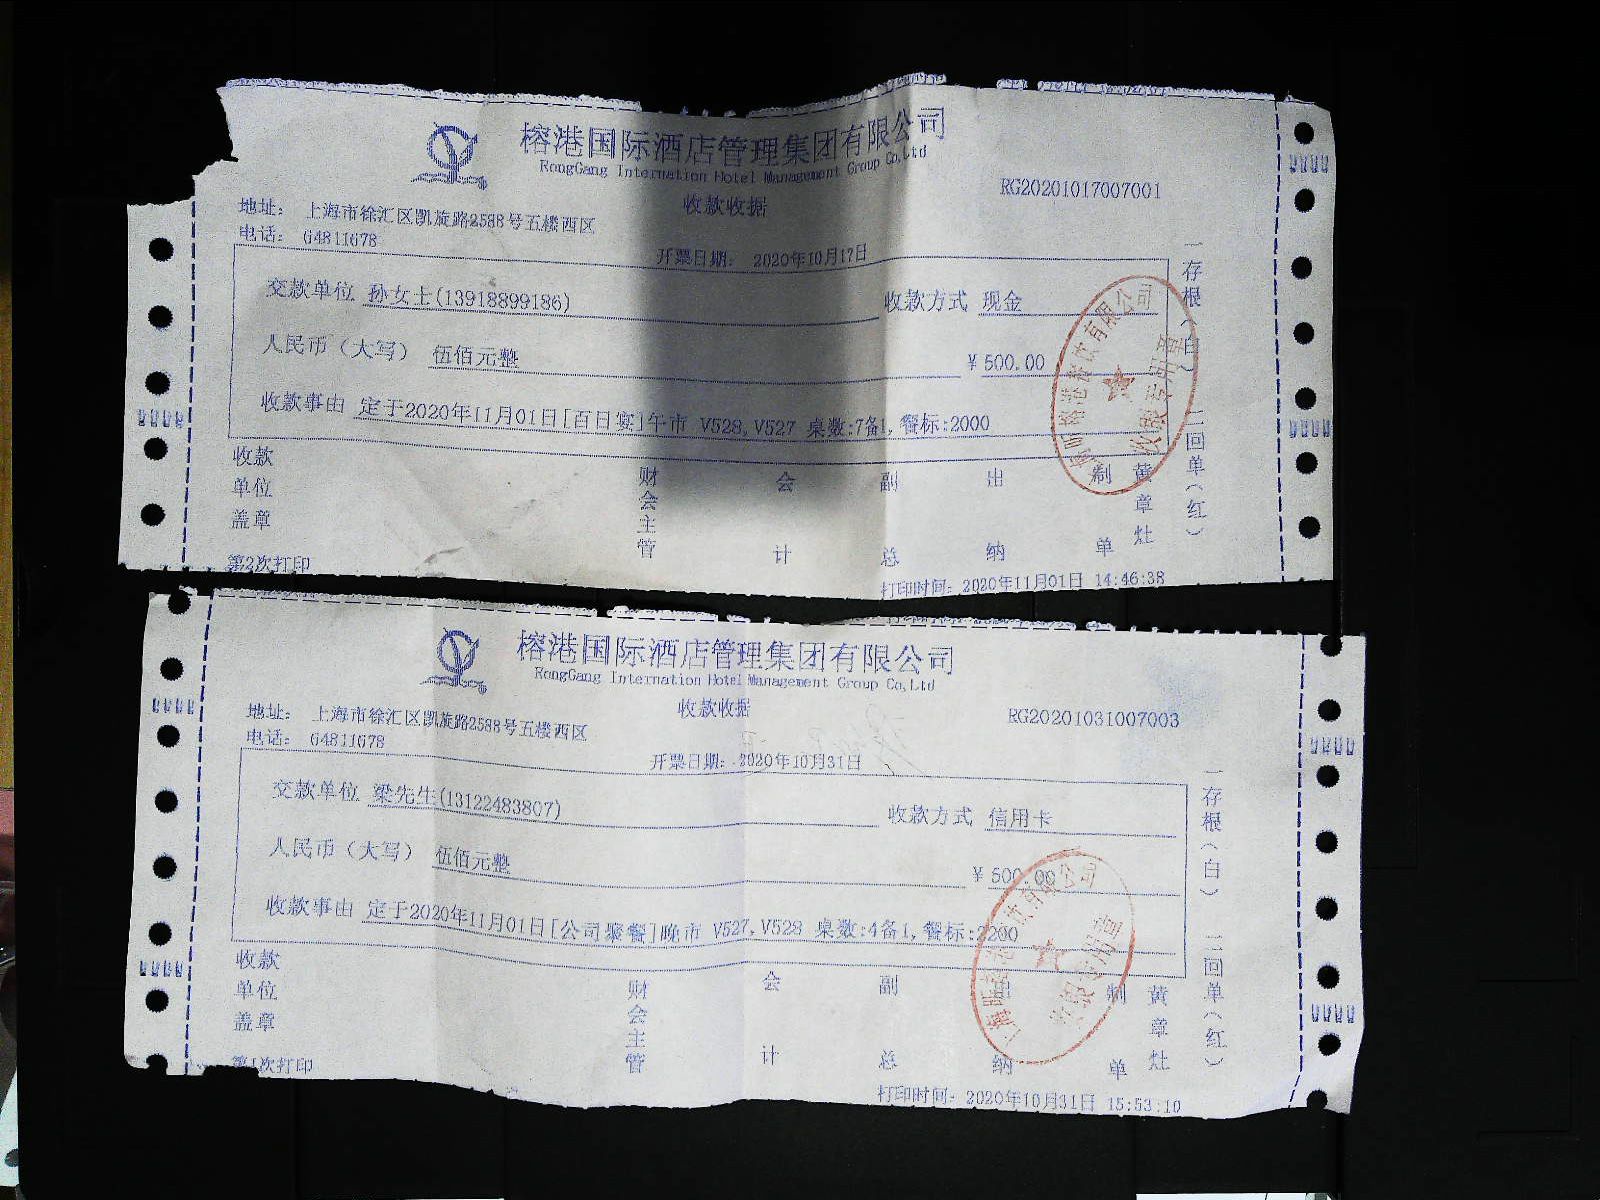 榕港国际酒店管理集团有限公司
RongGang Internation Hotel Management Group Co,Ltd
收款收据
RG20201017007001
地址： 上海市徐汇区凯旋路2588号五楼西区
电话： 64811678
开票日期： 2020年10月17日
交款单位 孙女士(13918899186)
收款方式 现金
人民币（大写） 伍佰元整
￥500.00
收款事由 定于2020年11月01日[百日宴]午市 V528,V527 桌数:7备1,餐标:2000
收款单位盖章
财会主管
会计
副总
出纳
制单
黄章灶
一存根（白）
二回单（红）
收银专用章
第2次打印
打印时间：2020年11月01日 14:46:38
榕港国际酒店管理集团有限公司
RongGang Internation Hotel Management Group Co,Ltd
收款收据
RG20201031007003
地址： 上海市徐汇区凯旋路2588号五楼西区
电话： 64811678
开票日期：2020年10月31日
交款单位 梁先生(13122483807)
收款方式 信用卡
人民币（大写） 伍佰元整
￥500.00
收款事由 定于2020年11月01日[公司聚餐]晚市 V527,V528 桌数:4备1,餐标:2200
收款单位盖章
财会主管
会计
副总
出纳
制单
黄章灶
一存根（白）
二回单（红）
收银专用章
第1次打印
打印时间：2020年10月31日 15:53:10